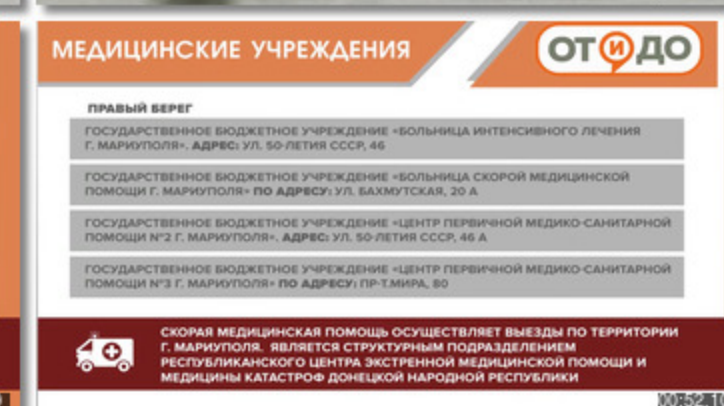 МЕДИЦИНСКИЕ УЧРЕЖДЕНИЯ
ОТ И ДО
ПРАВЫЙ БЕРЕГ
ГОСУДАРСТВЕННОЕ БЮДЖЕТНОЕ УЧРЕЖДЕНИЕ «БОЛЬНИЦА ИНТЕНСИВНОГО ЛЕЧЕНИЯ
Г. МАРИУПОЛЯ». АДРЕС: УЛ. 50-ЛЕТИЯ СССР, 46
ГОСУДАРСТВЕННОЕ БЮДЖЕТНОЕ УЧРЕЖДЕНИЕ «БОЛЬНИЦА СКОРОЙ МЕДИЦИНСКОЙ
ПОМОЩИ Г. МАРИУПОЛЯ» ПО АДРЕСУ: УЛ. БАХМУТСКАЯ, 20 А
ГОСУДАРСТВЕННОЕ БЮДЖЕТНОЕ УЧРЕЖДЕНИЕ «ЦЕНТР ПЕРВИЧНОЙ МЕДИКО-САНИТАРНОЙ
ПОМОЩИ №2 Г. МАРИУПОЛЯ». АДРЕС: УЛ. 50-ЛЕТИЯ СССР, 46 А
ГОСУДАРСТВЕННОЕ БЮДЖЕТНОЕ УЧРЕЖДЕНИЕ «ЦЕНТР ПЕРВИЧНОЙ МЕДИКО-САНИТАРНОЙ
ПОМОЩИ №3 Г. МАРИУПОЛЯ» ПО АДРЕСУ: ПР-Т.МИРА, 80
СКОРАЯ МЕДИЦИНСКАЯ ПОМОЩЬ ОСУЩЕСТВЛЯЕТ ВЫЕЗДЫ ПО ТЕРРИТОРИИ
Г. МАРИУПОЛЯ. ЯВЛЯЕТСЯ СТРУКТУРНЫМ ПОДРАЗДЕЛЕНИЕМ
РЕСПУБЛИКАНСКОГО ЦЕНТРА ЭКСТРЕННОЙ МЕДИЦИНСКОЙ ПОМОЩИ И
МЕДИЦИНЫ КАТАСТРОФ ДОНЕЦКОЙ НАРОДНОЙ РЕСПУБЛИКИ